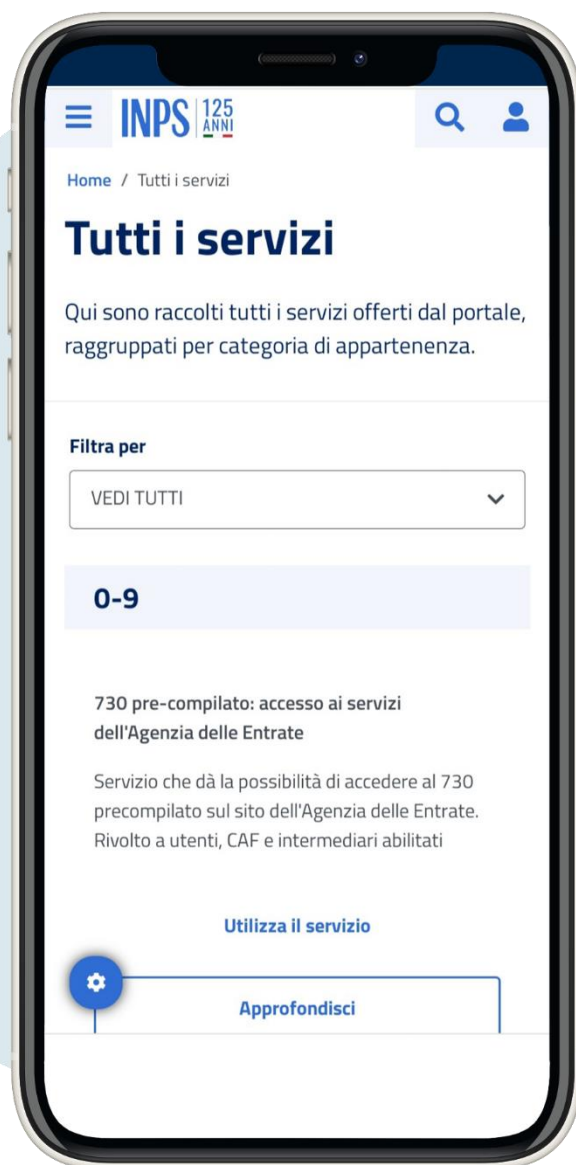 INPS 125 ANNI
Home / Tutti i servizi
Tutti i servizi
Qui sono raccolti tutti i servizi offerti dal portale,
raggruppati per categoria di appartenenza.
Filtra per
VEDI TUTTI
0-9
730 pre-compilato: accesso ai servizi
dell'Agenzia delle Entrate
Servizio che dà la possibilità di accedere al 730
precompilato sul sito dell'Agenzia delle Entrate.
Rivolto a utenti, CAF e intermediari abilitati
Utilizza il servizio
Approfondisci